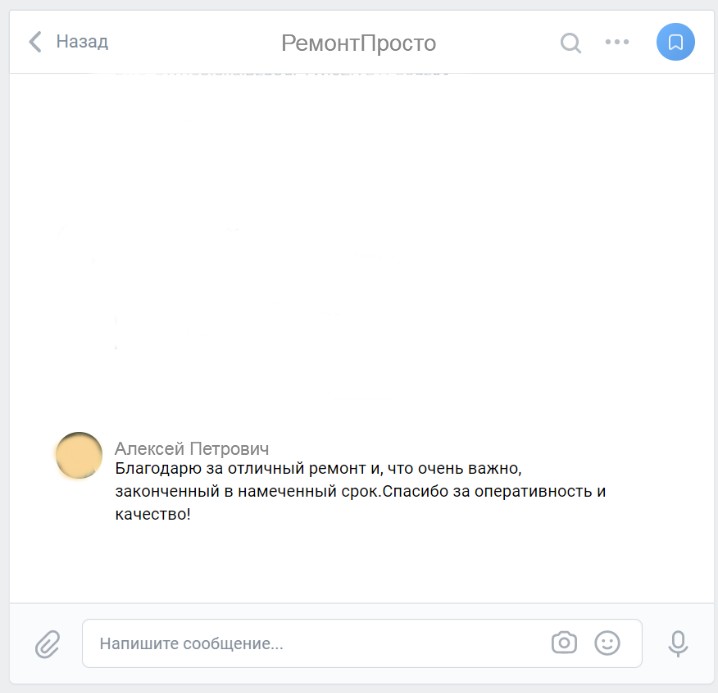 Назад
РемонтПросто
Алексей Петрович
Благодарю за отличный ремонт и, что очень важно,
законченный в намеченный срок.Спасибо за оперативность и
качество!
Напишите сообщение...